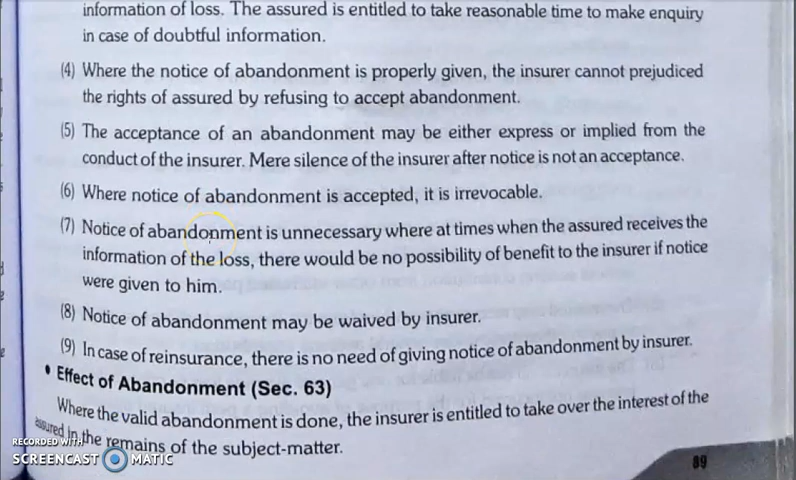 information of loss. The assured is entitled to take reasonable time to make enquiry
in case of doubtful information.
(4) Where the notice of abandonment is properly given, the insurer cannot prejudiced
the rights of assured by refusing to accept abandonment.
(5) The acceptance of an abandonment may be either express or implied from the
conduct of the insurer. Mere silence of the insurer after notice is not an acceptance.
(6) Where notice of abandonment is accepted, it is irrevocable.
(7) Notice of abandonment is unnecessary where at times when the assured receives the
information of the loss, there would be no possibility of benefit to the insurer if notice
were given to him.
(8) Notice of abandonment may be waived by insurer.
(9) In case of reinsurance, there is no need of giving notice of abandonment by insurer.
• Effect of Abandonment (Sec. 63)
Where the valid abandonment is done, the insurer is entitled to take over the interest of the
assured in the remains of the subject-matter.
RECORDED WITH
SCREENCAST MATIC
89